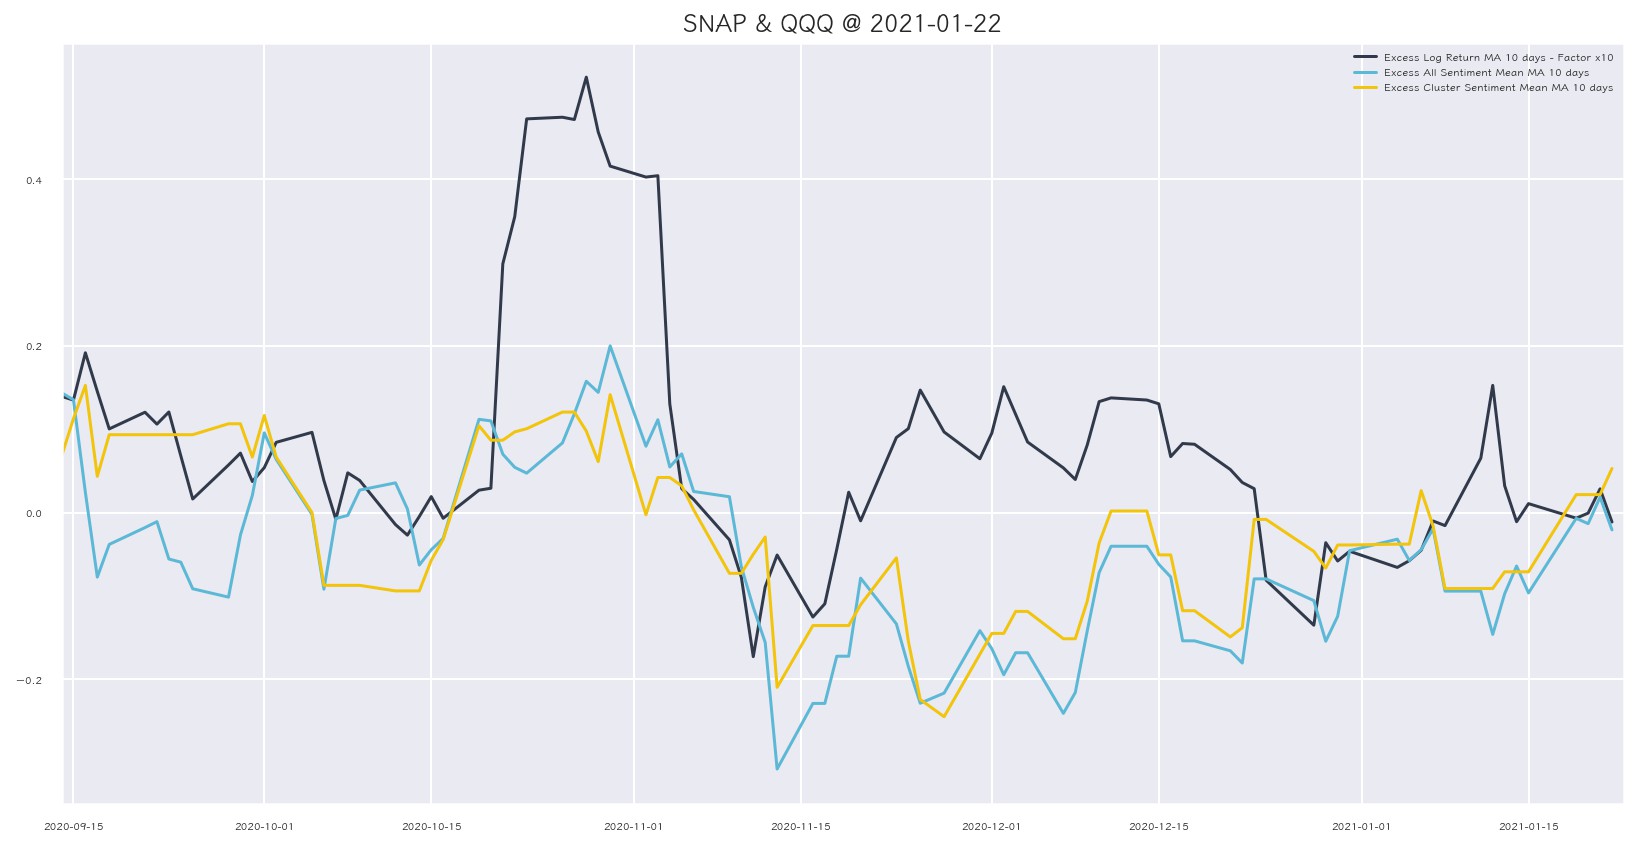 SNAP & QQQ @ 2021-01-22
Excess Log Return MA 10 days - Factor x10
Excess All Sentiment Mean MA 10 days
Excess Cluster Sentiment Mean MA 10 days
0.4
0.2
0.0
−0.2
2020-09-15 2020-10-01 2020-10-15 2020-11-01 2020-11-15 2020-12-01 2020-12-15 2021-01-01 2021-01-15